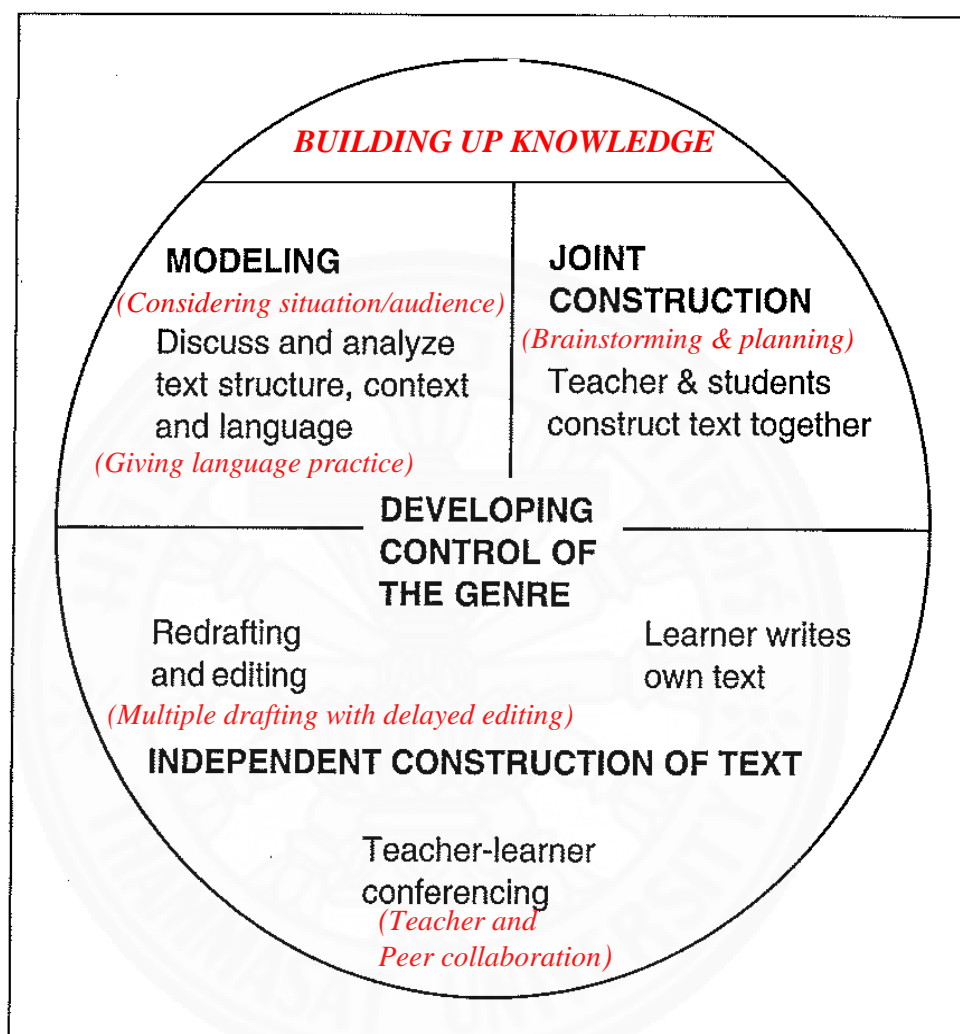 BUILDING UP KNOWLEDGE
MODELING
(Considering situation/audience)
Discuss and analyze
text structure, context
and language
(Giving language practice)
JOINT
CONSTRUCTION
(Brainstorming & planning)
Teacher & students
construct text together
DEVELOPING
CONTROL OF
THE GENRE
Redrafting
and editing
(Multiple drafting with delayed editing)
Learner writes
own text
INDEPENDENT CONSTRUCTION OF TEXT
Teacher-learner
conferencing
(Teacher and
Peer collaboration)
THAMMASAT UNIVERSITY